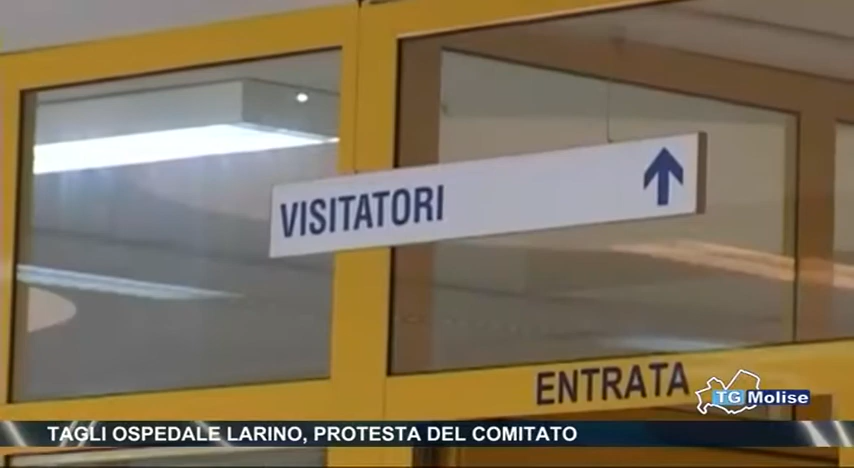 VISITATORI
ENTRATA
TG Molise
TAGLI OSPEDALE LARINO, PROTESTA DEL COMITATO